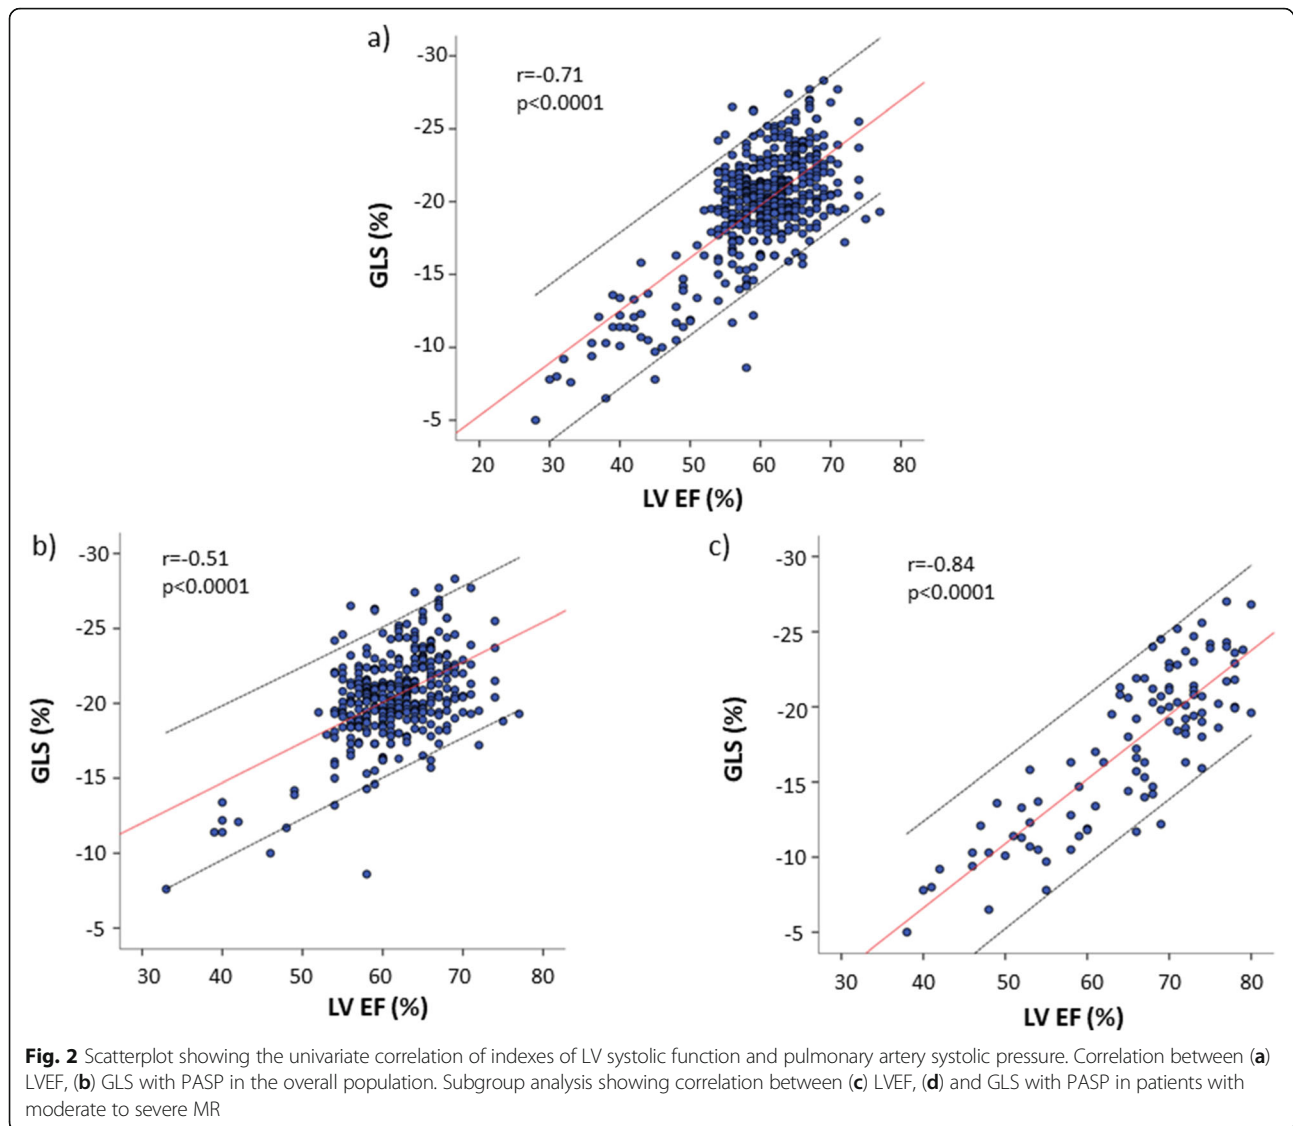 a)
-30
-25
-20
-15
-10
-5
GLS (%)
r=-0.71
p<0.0001
20 30 40 50 60 70 80
LV EF (%)
b)
-30
-25
-20
-15
-10
-5
GLS (%)
r=-0.51
p<0.0001
30 40 50 60 70 80
LV EF (%)
c)
-30
-25
-20
-15
-10
-5
GLS (%)
r=-0.84
p<0.0001
30 40 50 60 70 80
LV EF (%)
Fig. 2 Scatterplot showing the univariate correlation of indexes of LV systolic function and pulmonary artery systolic pressure. Correlation between (a)
LVEF, (b) GLS with PASP in the overall population. Subgroup analysis showing correlation between (c) LVEF, (d) and GLS with PASP in patients with
moderate to severe MR